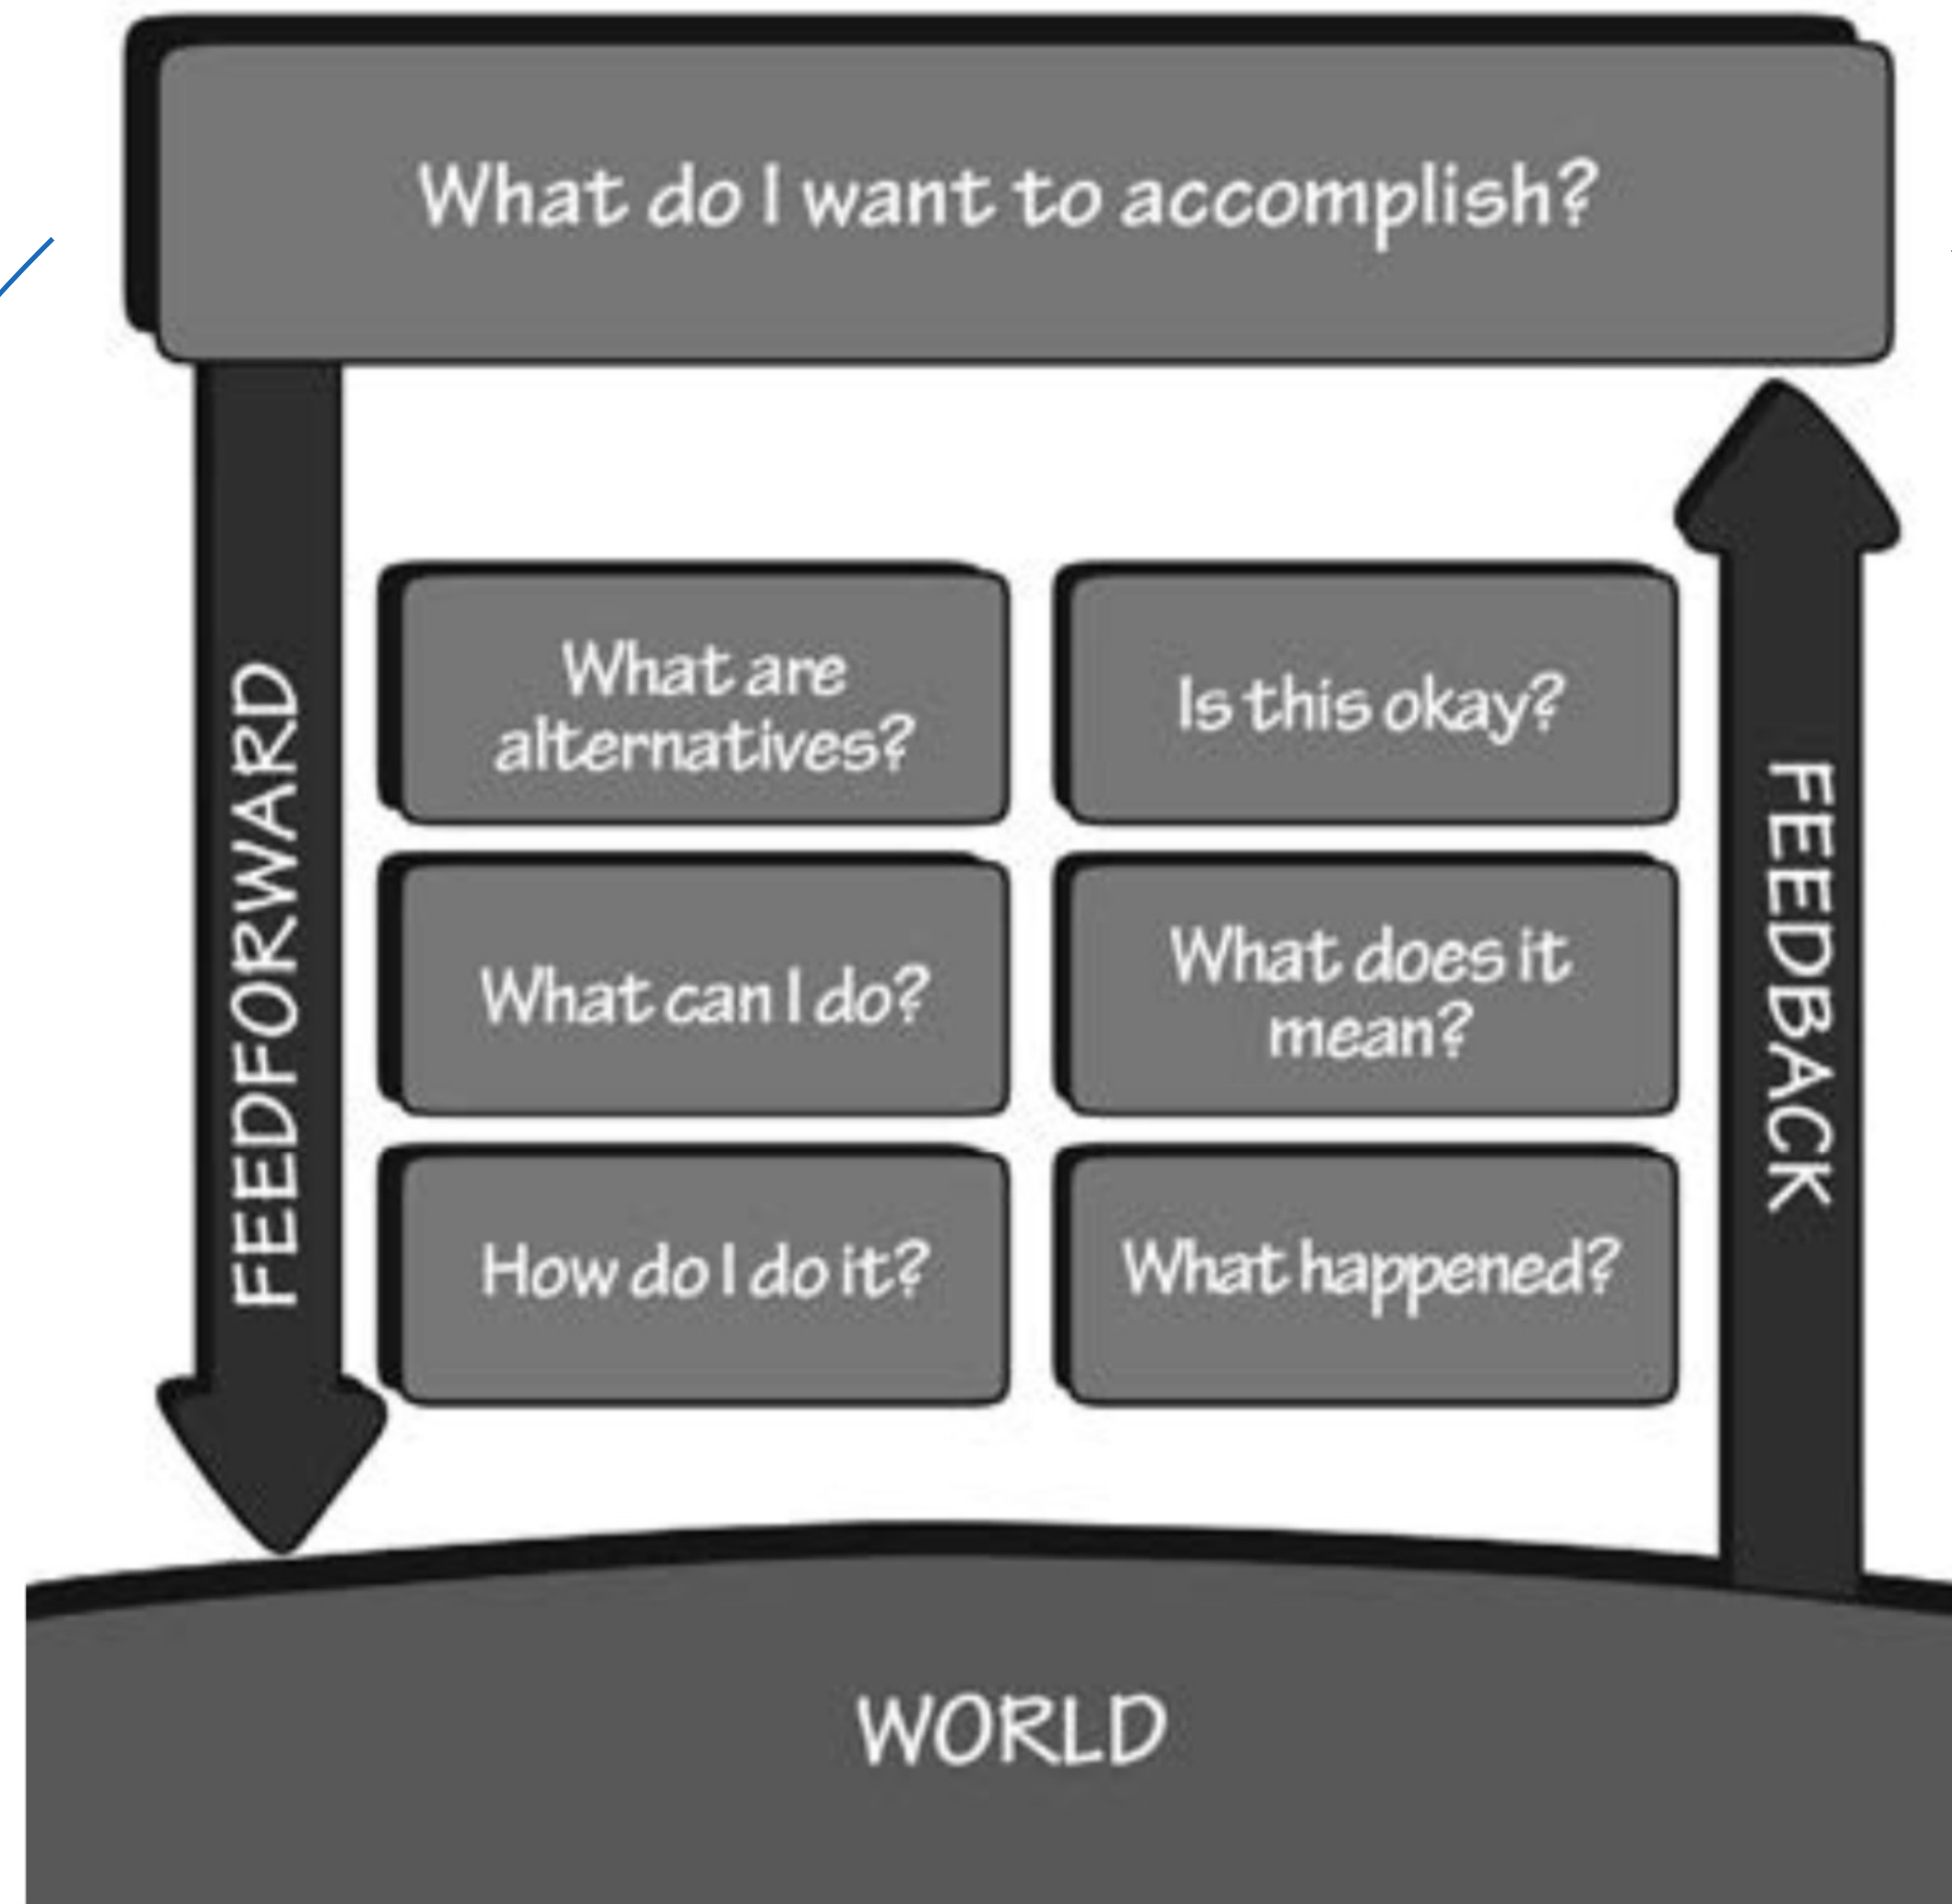 What do I want to accomplish?
FEEDFORWARD
What are
alternatives?
What can I do?
How do I do it?
Is this okay?
What does it
mean?
What happened?
FEEDBACK
WORLD